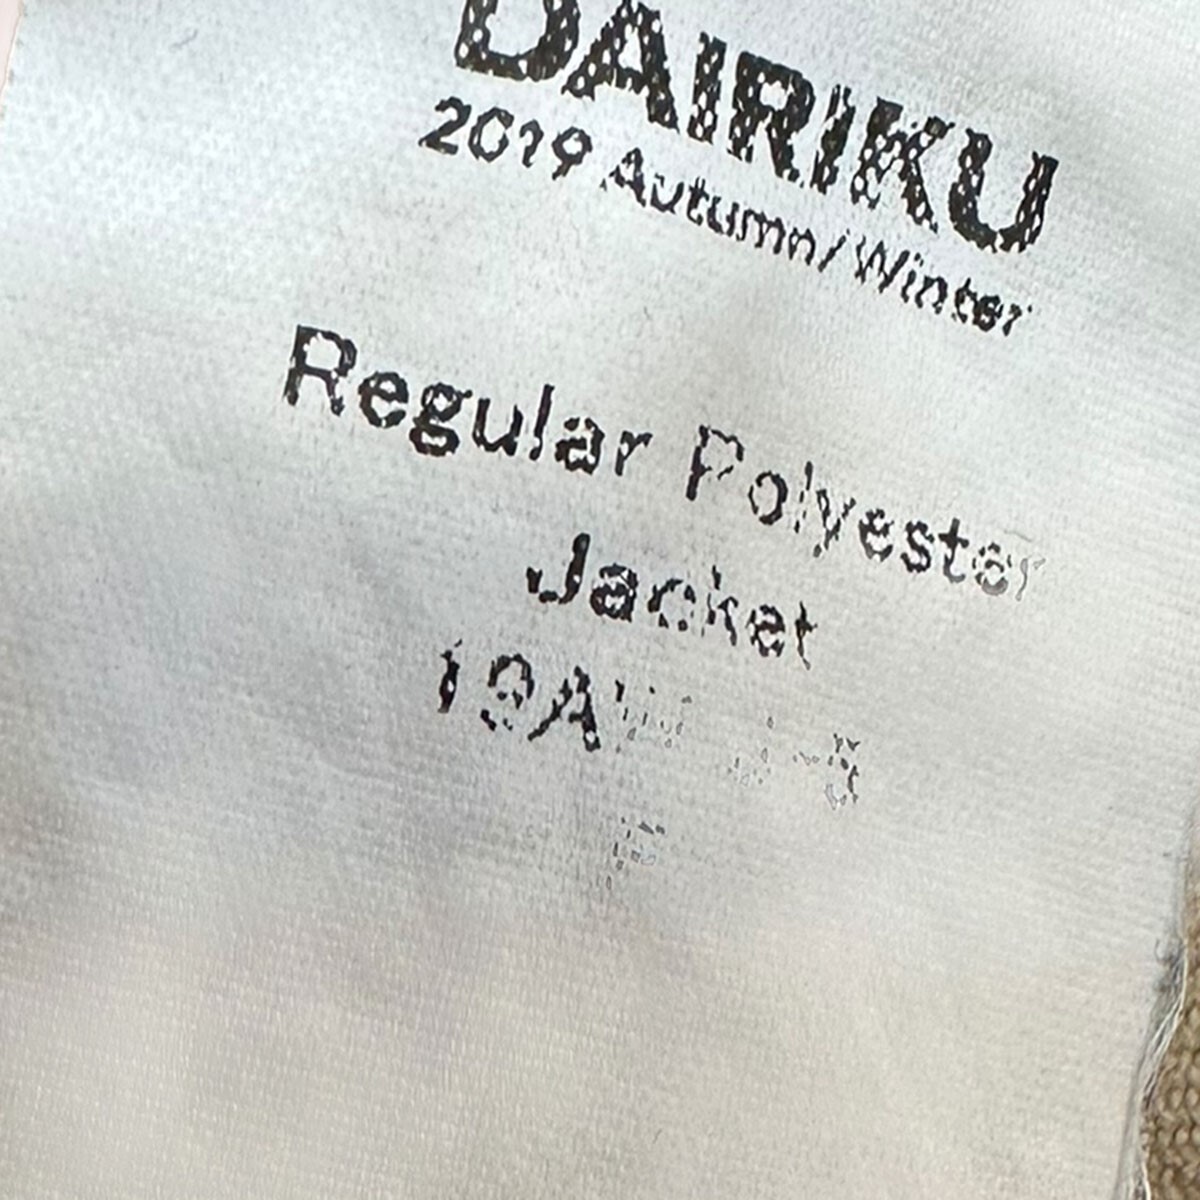 DAIRIKU
2019 Autumn/Winter
Regular Polyester
Jacket